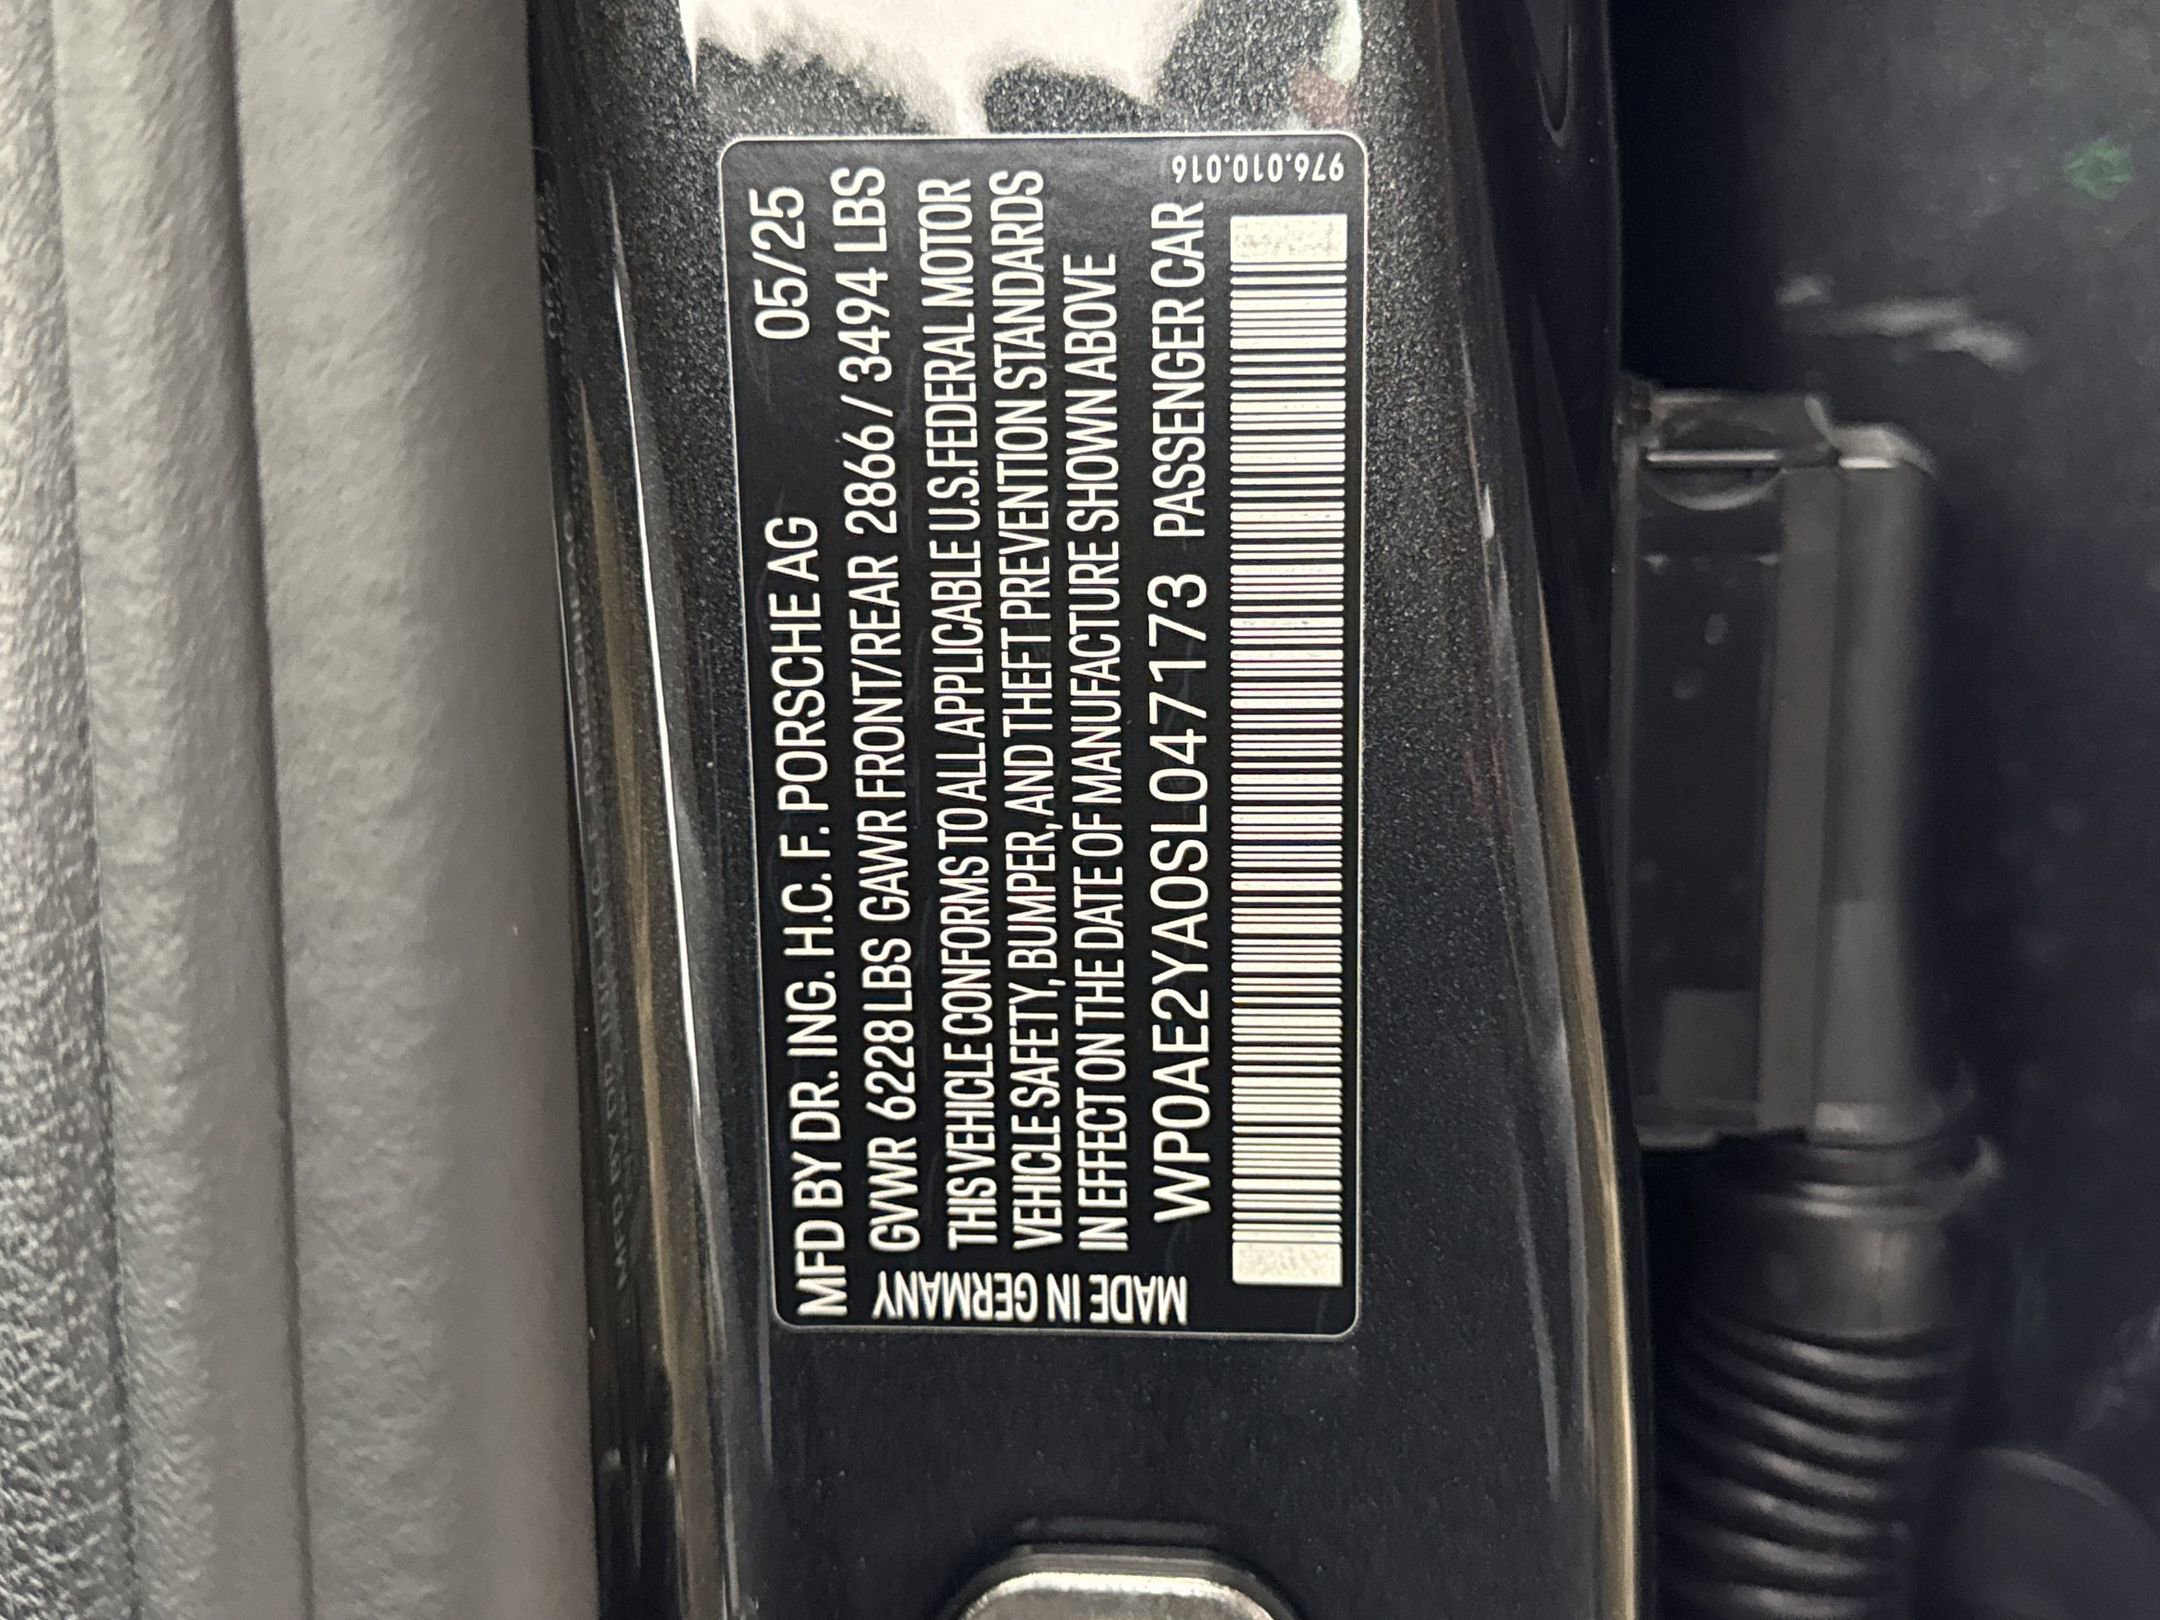 MFD BY DR. ING. H.C. F. PORSCHE AG 05/25
GVWR 6228 LBS GAWR FRONT/REAR 2866 / 3494 LBS
THIS VEHICLE CONFORMS TO ALL APPLICABLE U.S. FEDERAL MOTOR
VEHICLE SAFETY, BUMPER, AND THEFT PREVENTION STANDARDS
IN EFFECT ON THE DATE OF MANUFACTURE SHOWN ABOVE
WP0AE2YA0SL047173 PASSENGER CAR
MADE IN GERMANY
976.010.016